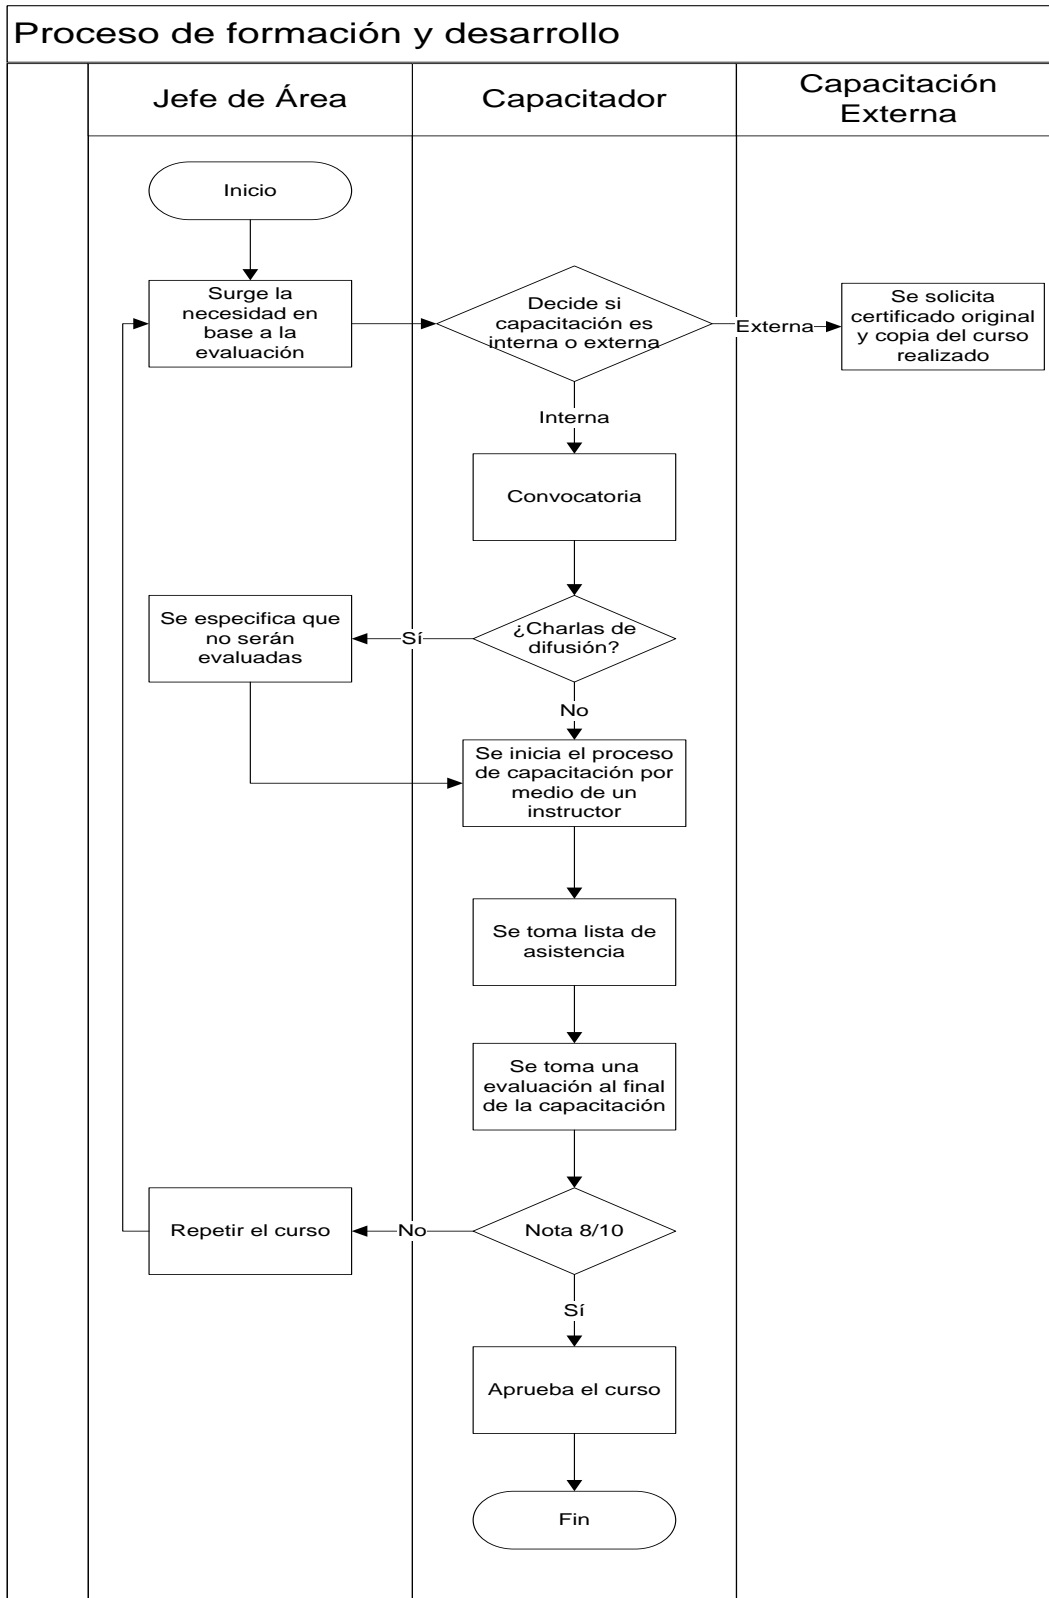 Proceso de formación y desarrollo
Jefe de Área
Capacitador
Capacitación
Externa
Inicio
Surge la
necesidad en
base a la
evaluación
Decide si
capacitación es
interna o externa
Externa
Se solicita
certificado original
y copia del curso
realizado
Interna
Convocatoria
Se especifica que
no serán
evaluadas
Sí
¿Charlas de
difusión?
No
Se inicia el proceso
de capacitación por
medio de un
instructor
Se toma lista de
asistencia
Se toma una
evaluación al final
de la capacitación
Repetir el curso
No
Nota 8/10
Sí
Aprueba el curso
Fin